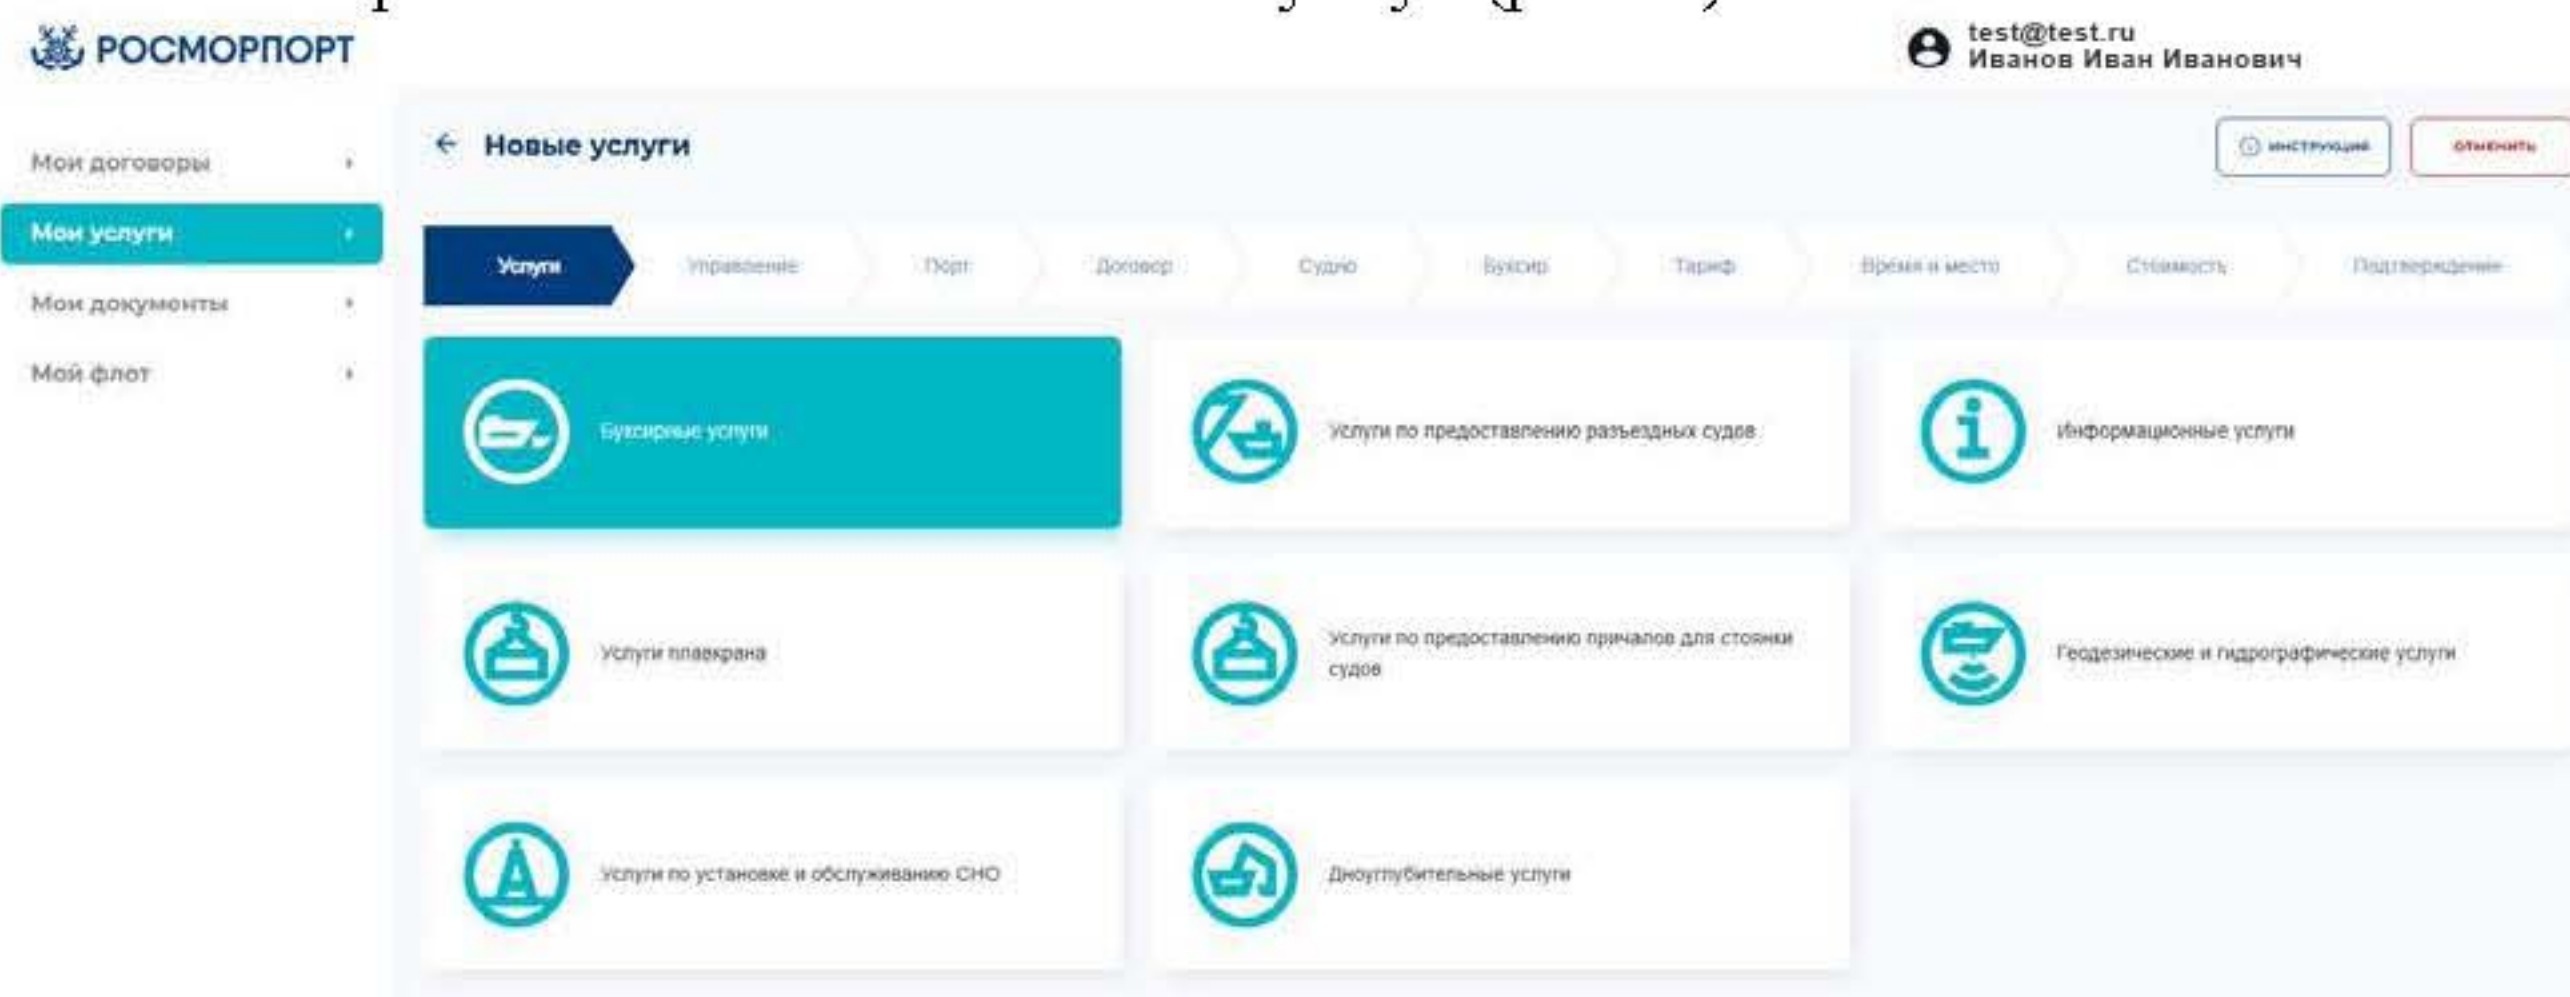 РОСМОРПОРТ
test@test.ru
Иванов Иван Иванович
Мои договоры
Мои услуги
Мои документы
Мой флот
← Новые услуги
ИНСТРУКЦИЯ
ОТМЕНИТЬ
Услуги
Управление
Порт
Договор
Судно
Буксир
Тариф
Время и место
Стоимость
Подтверждение
Буксирные услуги
Услуги по предоставлению разъездных судов
Информационные услуги
Услуги плавкрана
Услуги по предоставлению причалов для стоянки
судов
Геодезические и гидрографические услуги
Услуги по установке и обслуживанию СНО
Дноуглубительные услуги